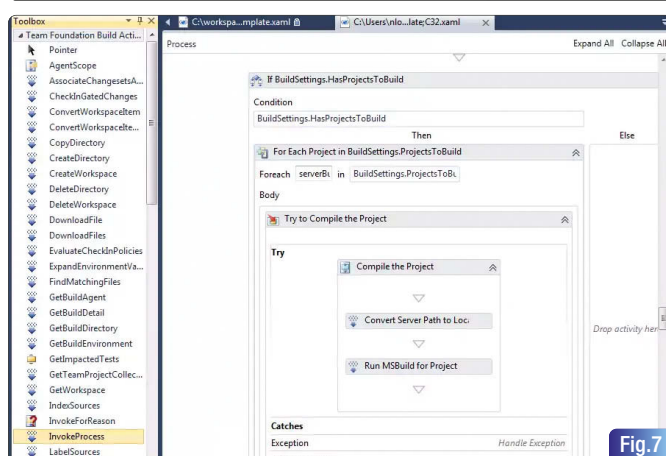 Toolbox
Team Foundation Build Acti...
Pointer
AgentScope
AssociateChangesetsA...
CheckInGatedChanges
ConvertWorkspaceItem
ConvertWorkspaceIte...
CopyDirectory
CreateDirectory
CreateWorkspace
DeleteDirectory
DeleteWorkspace
DownloadFile
DownloadFiles
EvaluateCheckInPolicies
ExpandEnvironmentVa...
FindMatchingFiles
GetBuildAgent
GetBuildDetail
GetBuildDirectory
GetBuildEnvironment
GetImpactedTests
GetTeamProjectCollec...
GetWorkspace
IndexSources
InvokeForReason
InvokeProcess
LabelSources
C:\workspa...mplate.xaml
C:\Users\nlo...late;C32.xaml
Process
Expand All Collapse All
If BuildSettings.HasProjectsToBuild
Condition
BuildSettings.HasProjectsToBuild
Then
Else
For Each Project in BuildSettings.ProjectsToBuild
Foreach serverBu in BuildSettings.ProjectsToBu
Body
Try to Compile the Project
Try
Compile the Project
Convert Server Path to Loc
Run MSBuild for Project
Drop activity her
Catches
Exception
Handle Exception
Fig.7